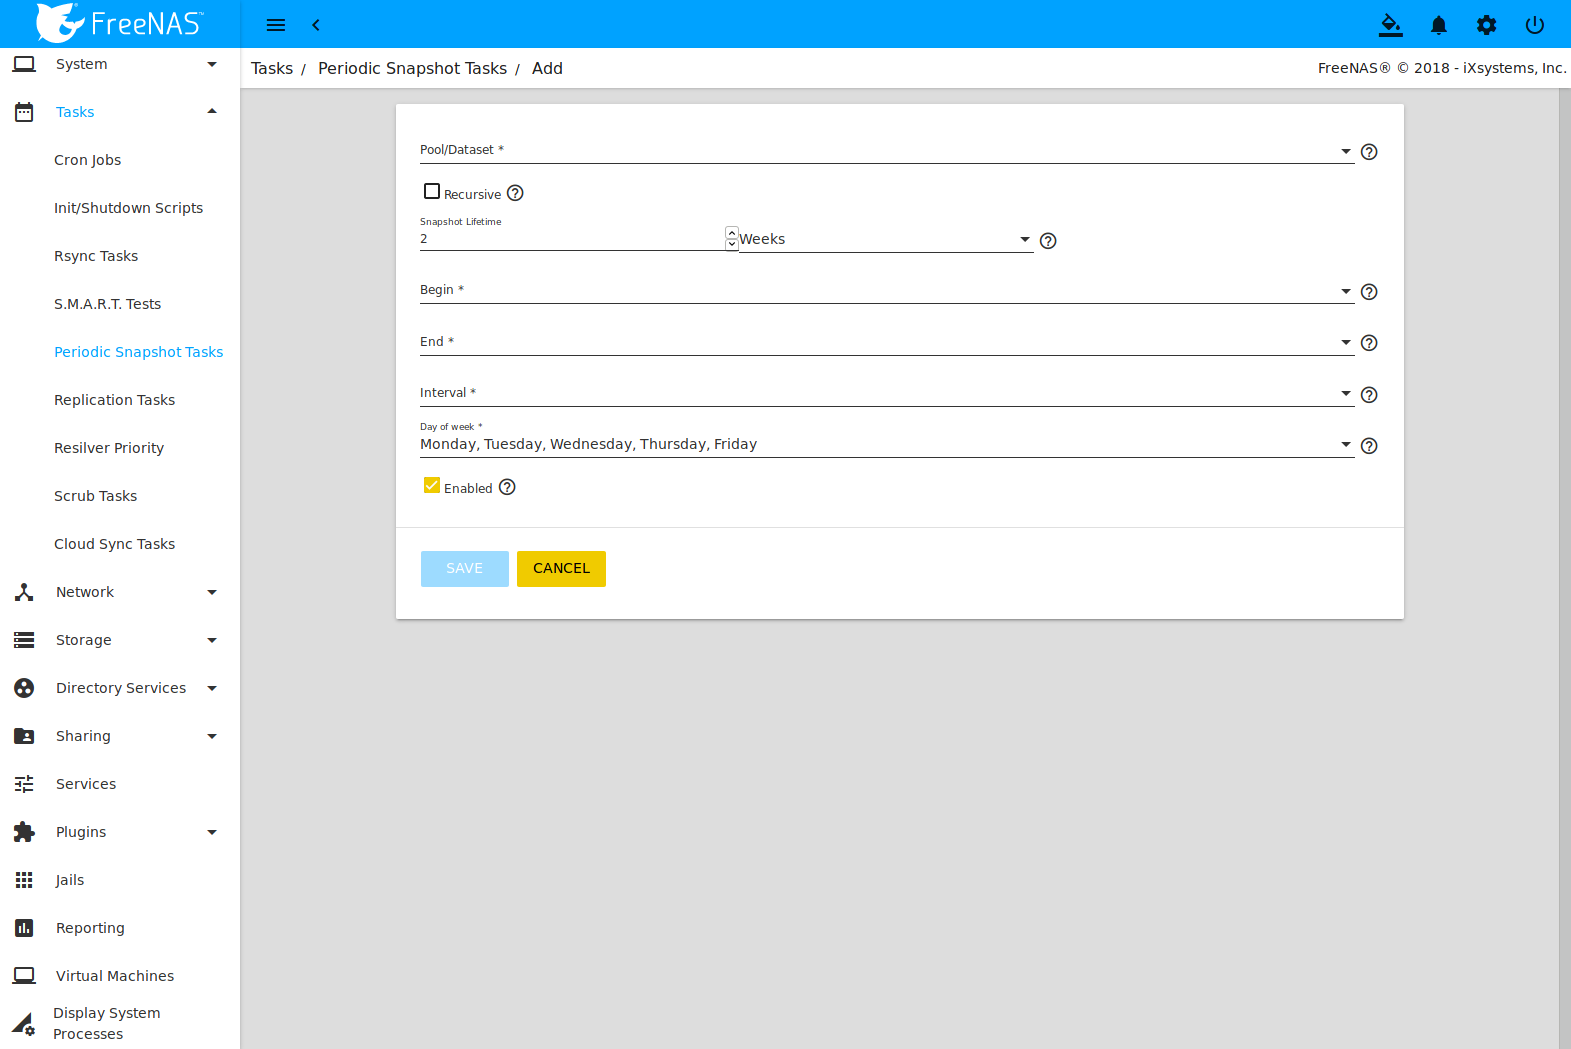 FreeNAS™
System
Tasks
Cron Jobs
Init/Shutdown Scripts
Rsync Tasks
S.M.A.R.T. Tests
Periodic Snapshot Tasks
Replication Tasks
Resilver Priority
Scrub Tasks
Cloud Sync Tasks
Network
Storage
Directory Services
Sharing
Services
Plugins
Jails
Reporting
Virtual Machines
Display System
Processes
Tasks / Periodic Snapshot Tasks / Add
FreeNAS® © 2018 - iXsystems, Inc.
Pool/Dataset *
Recursive
Snapshot Lifetime
2 Weeks
Begin *
End *
Interval *
Day of week *
Monday, Tuesday, Wednesday, Thursday, Friday
Enabled
SAVE CANCEL